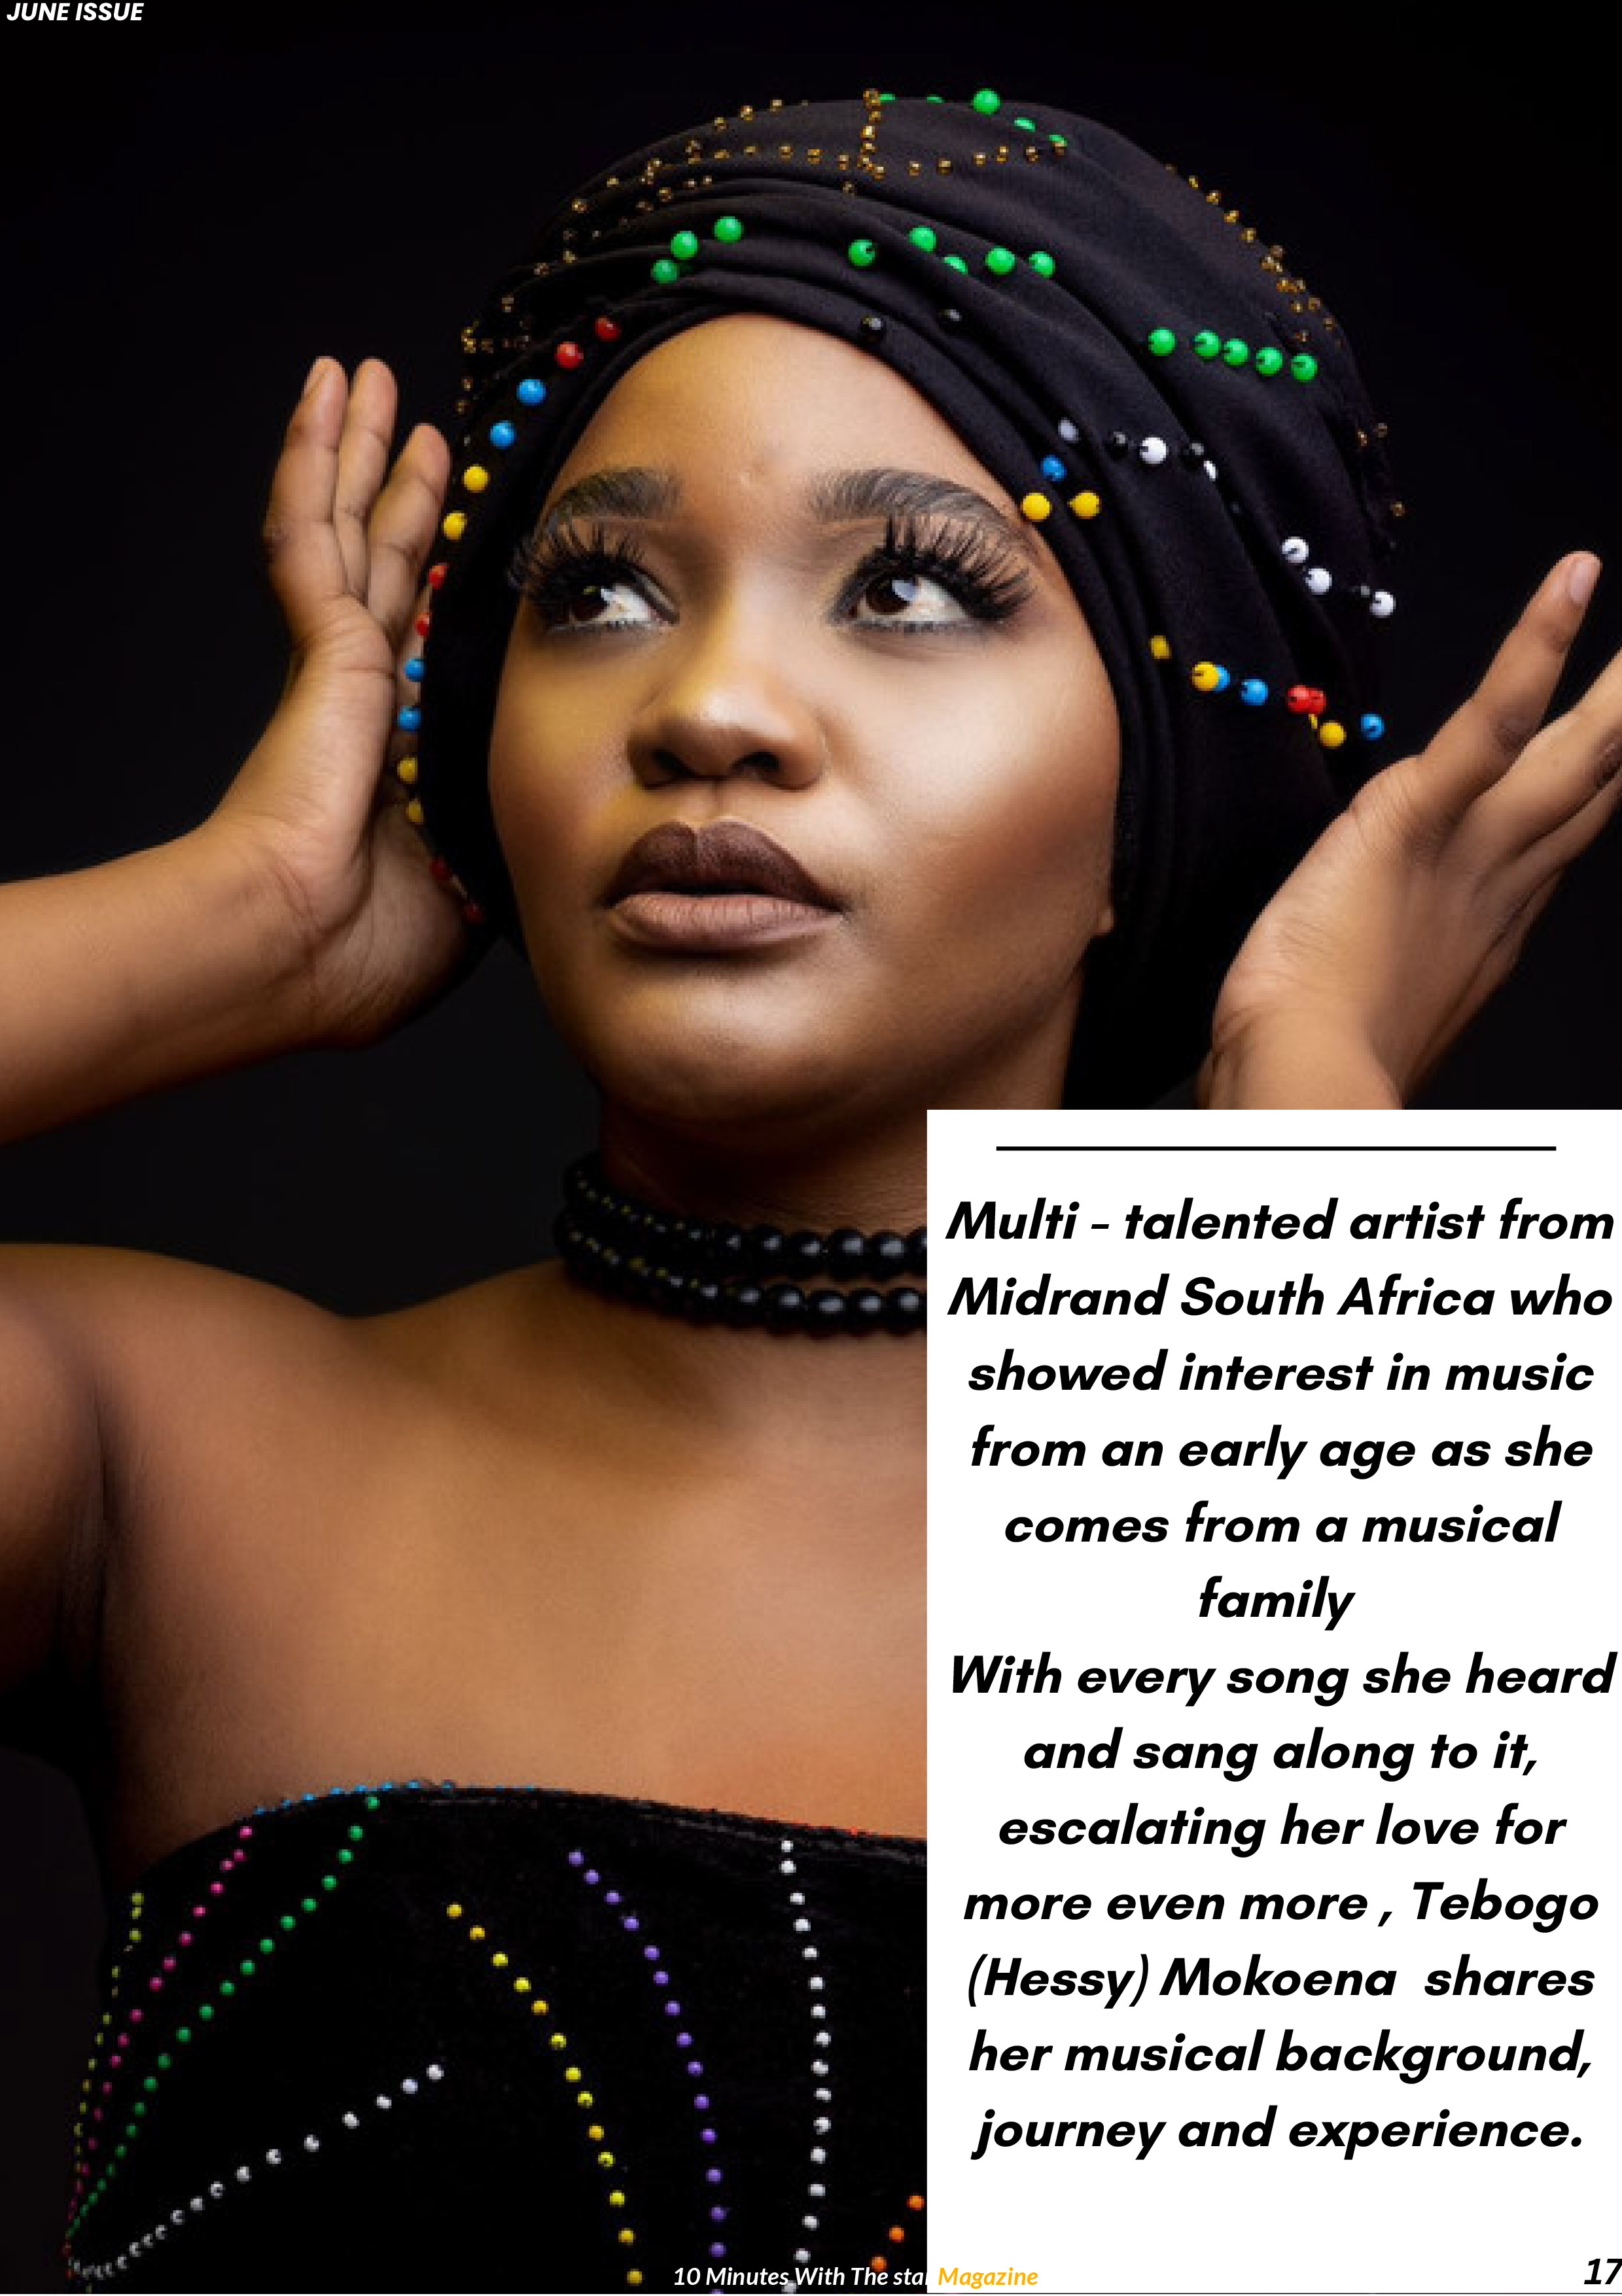 JUNE ISSUE
Multi - talented artist from
Midrand South Africa who
showed interest in music
from an early age as she
comes from a musical
family
With every song she heard
and sang along to it,
escalating her love for
more even more , Tebogo
(Hessy) Mokoena shares
her musical background,
journey and experience.
10 Minutes With The star Magazine
17